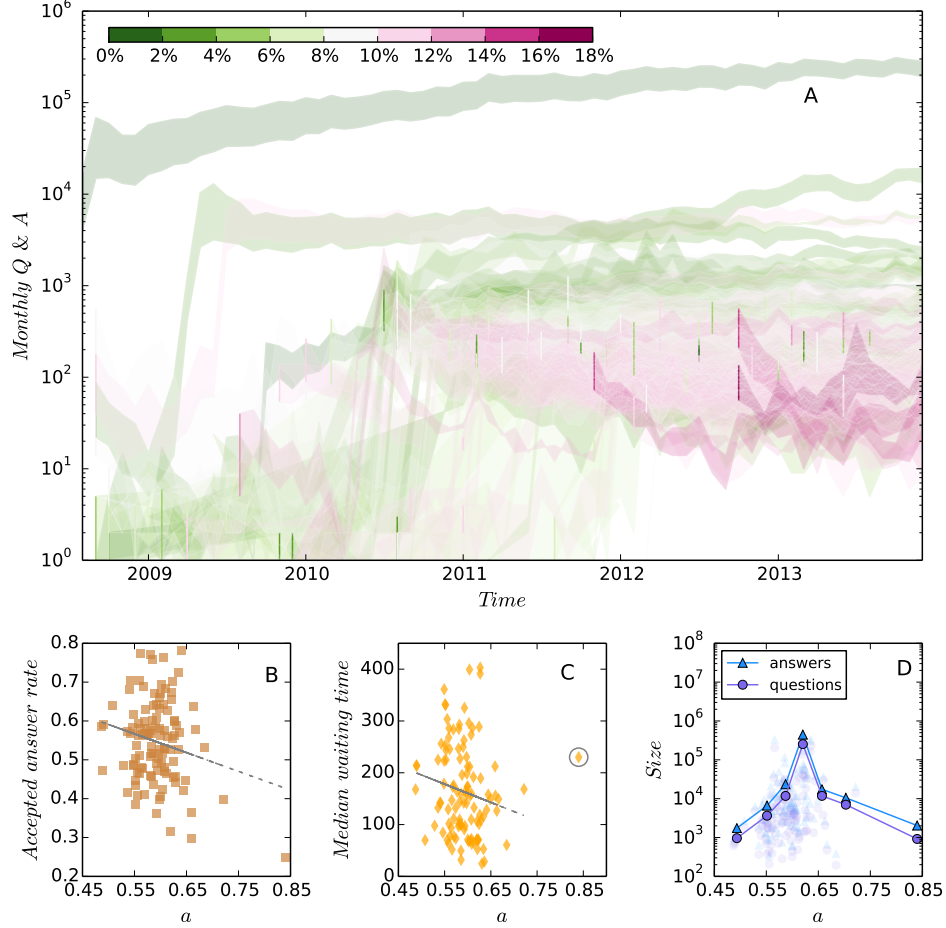 10^6
0% 2% 4% 6% 8% 10% 12% 14% 16% 18%
A
10^5
10^4
10^3
10^2
10^1
10^0
Monthly Q & A
2009 2010 2011 2012 2013
Time
0.8
0.7
0.6
0.5
0.4
0.3
0.2
Accepted answer rate
B
0.45 0.55 0.65 0.75 0.85
a
400
300
200
100
0
Median waiting time
C
0.45 0.55 0.65 0.75 0.85
a
10^8
10^7
10^6
10^5
10^4
10^3
10^2
Size
answers
questions
D
0.45 0.55 0.65 0.75 0.85
a